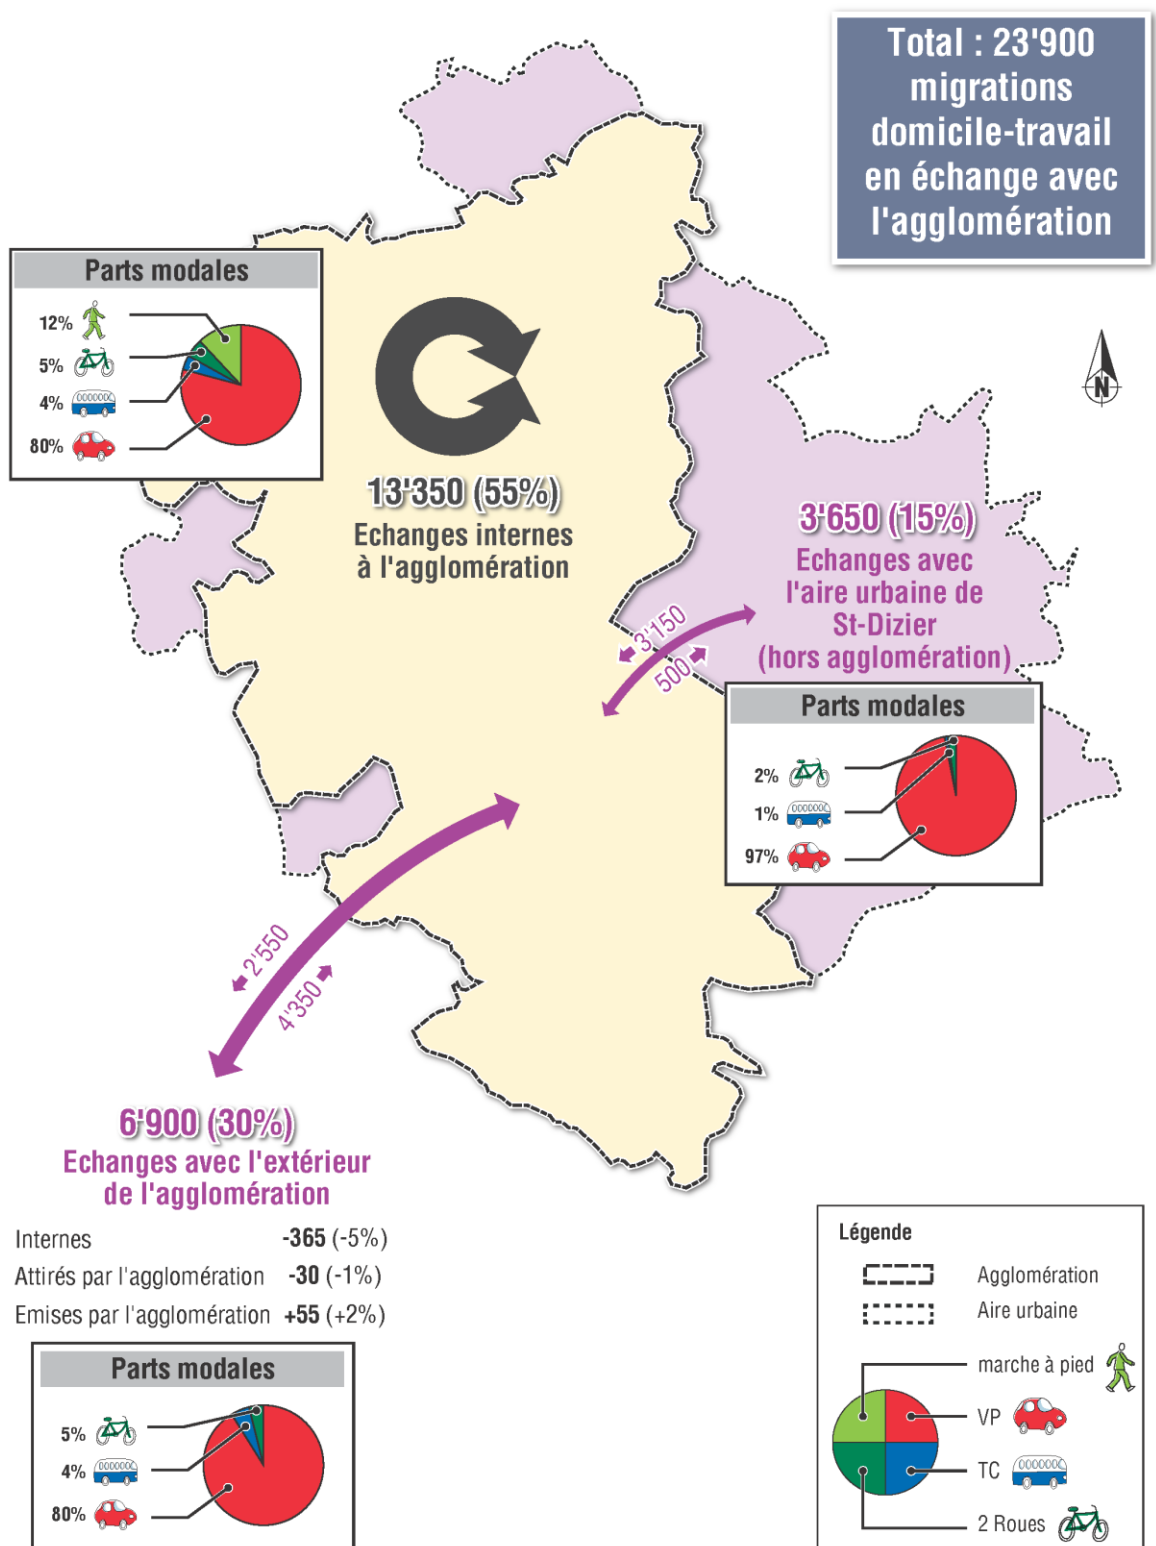 Total : 23'900
migrations
domicile-travail
en échange avec
l'agglomération
Parts modales
12%
5%
4%
80%
N
13'350 (55%)
Echanges internes
à l'agglomération
3'650 (15%)
Echanges avec
l'aire urbaine de
St-Dizier
(hors agglomération)
3'150
500
Parts modales
2%
1%
97%
2'550
4'350
6'900 (30%)
Echanges avec l'extérieur
de l'agglomération
Internes -365 (-5%)
Attirés par l'agglomération -30 (-1%)
Emises par l'agglomération +55 (+2%)
Parts modales
5%
4%
80%
Légende
Agglomération
Aire urbaine
marche à pied
VP
TC
2 Roues